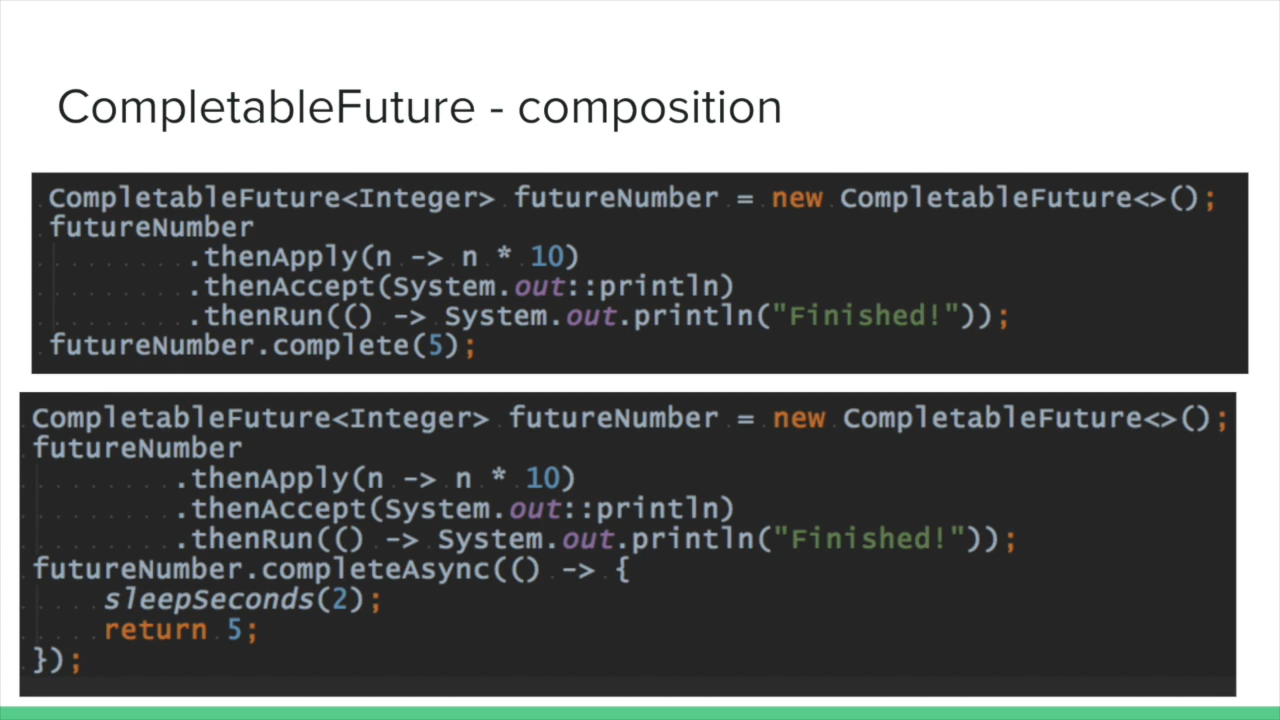 CompletableFuture - composition
CompletableFuture<Integer> futureNumber = new CompletableFuture<>();
futureNumber
.thenApply(n -> n * 10)
.thenAccept(System.out::println)
.thenRun(() -> System.out.println("Finished!"));
futureNumber.complete(5);
CompletableFuture<Integer> futureNumber = new CompletableFuture<>();
futureNumber
.thenApply(n -> n * 10)
.thenAccept(System.out::println)
.thenRun(() -> System.out.println("Finished!"));
futureNumber.completeAsync(() -> {
sleepSeconds(2);
return 5;
});